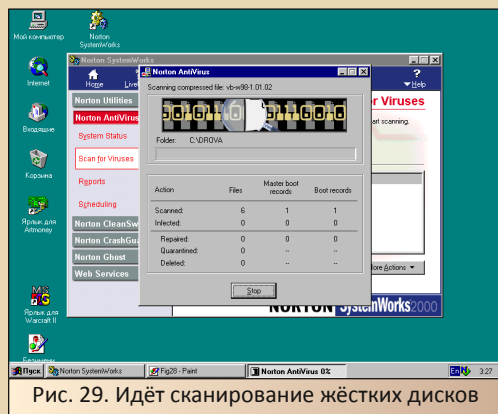 Мой компьютер
Norton SystemWorks
Internet
Входящие
Корзина
Ярлык для Artmoney
Ярлык для Warcraft II
Norton SystemWorks
Home
Live
Help
Norton Utilities
Norton AntiVirus
System Status
Scan for Viruses
Reports
Scheduling
Norton CleanSw
Norton CrashGua
Norton Ghost
Web Services
or Viruses
art scanning.
ore Actions
NORTON SystemWorks 2000
Norton AntiVirus
Scanning compressed file: vb-w98-1.01.02
Folder: C:\DROVA
Action Files Master boot records Boot records
Scanned: 6 1 1
Infected: 0 0 0
Repaired: 0 0 0
Quarantined: 0 -- --
Deleted: 0 -- --
Stop
Пуск
Norton SystemWorks
Fig28 - Paint
Norton AntiVirus 0%
En
3:27
Рис. 29. Идёт сканирование жёстких дисков